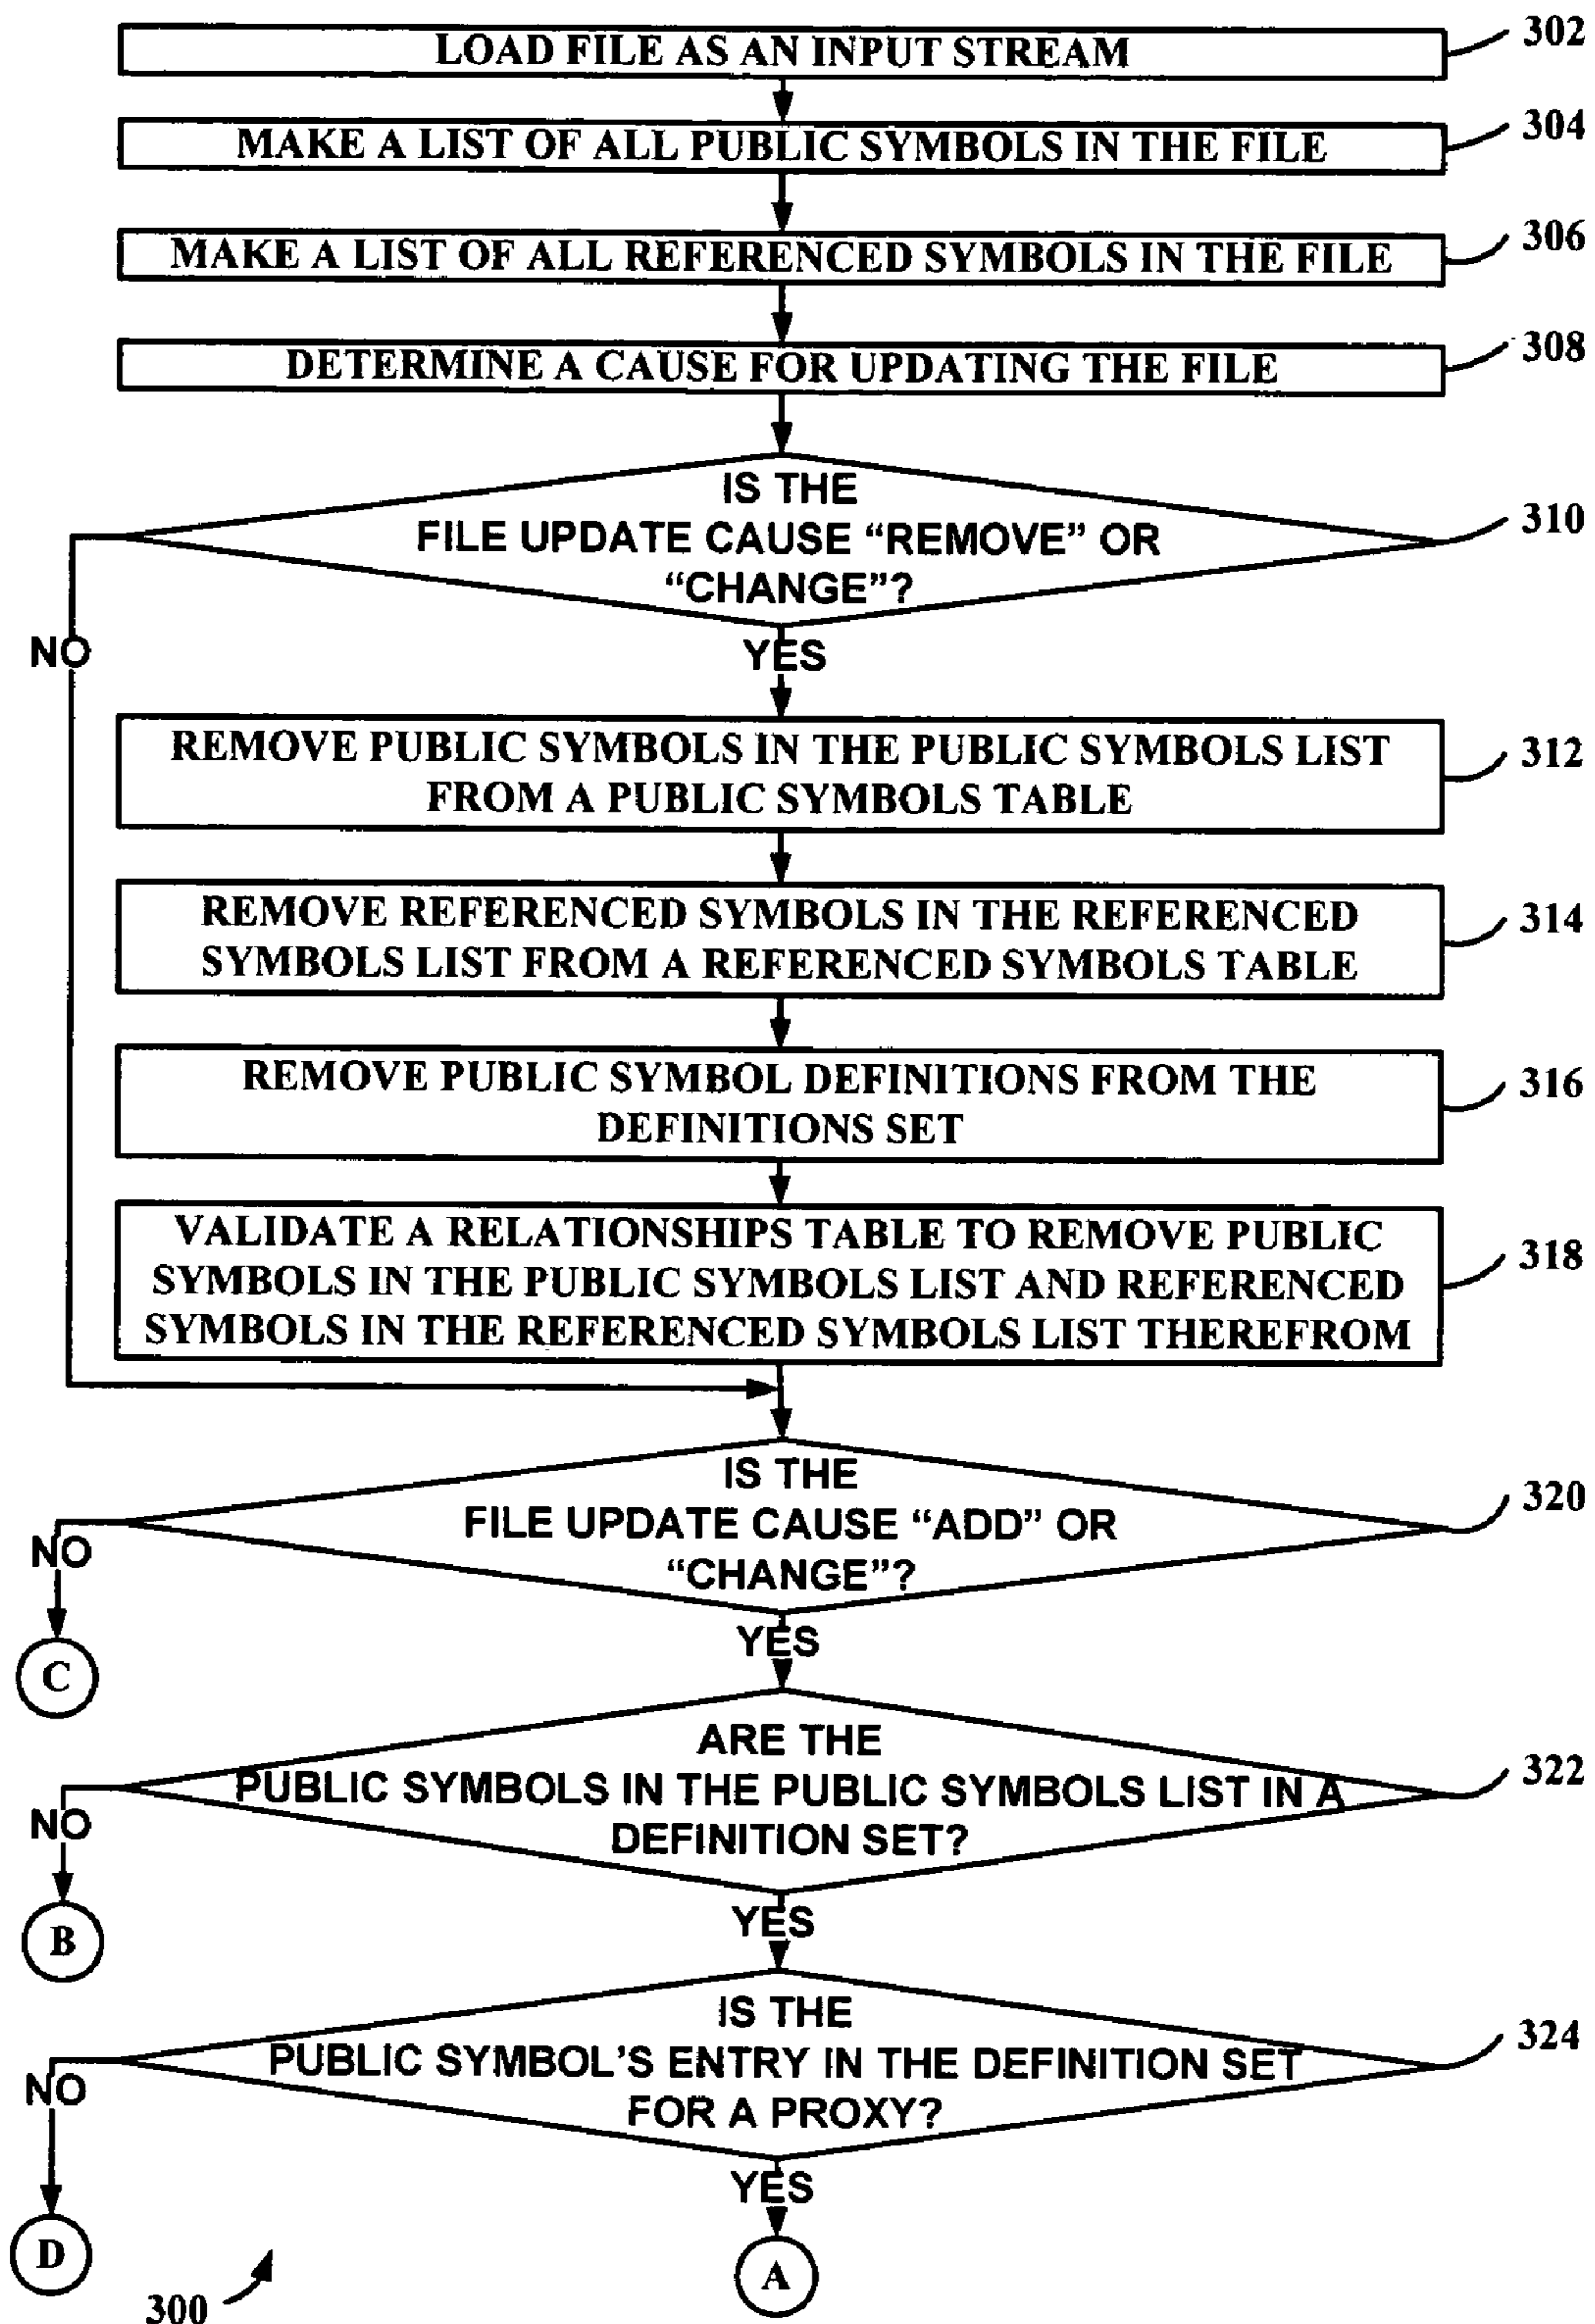 LOAD FILE AS AN INPUT STREAM
302
MAKE A LIST OF ALL PUBLIC SYMBOLS IN THE FILE
304
MAKE A LIST OF ALL REFERENCED SYMBOLS IN THE FILE
306
DETERMINE A CAUSE FOR UPDATING THE FILE
308
IS THE
FILE UPDATE CAUSE “REMOVE” OR
“CHANGE”?
310
NO
YES
REMOVE PUBLIC SYMBOLS IN THE PUBLIC SYMBOLS LIST
FROM A PUBLIC SYMBOLS TABLE
312
REMOVE REFERENCED SYMBOLS IN THE REFERENCED
SYMBOLS LIST FROM A REFERENCED SYMBOLS TABLE
314
REMOVE PUBLIC SYMBOL DEFINITIONS FROM THE
DEFINITIONS SET
316
VALIDATE A RELATIONSHIPS TABLE TO REMOVE PUBLIC
SYMBOLS IN THE PUBLIC SYMBOLS LIST AND REFERENCED
SYMBOLS IN THE REFERENCED SYMBOLS LIST THEREFROM
318
IS THE
FILE UPDATE CAUSE “ADD” OR
“CHANGE”?
320
NO
C
YES
ARE THE
PUBLIC SYMBOLS IN THE PUBLIC SYMBOLS LIST IN A
DEFINITION SET?
322
NO
B
YES
IS THE
PUBLIC SYMBOL'S ENTRY IN THE DEFINITION SET
FOR A PROXY?
324
NO
D
YES
A
300